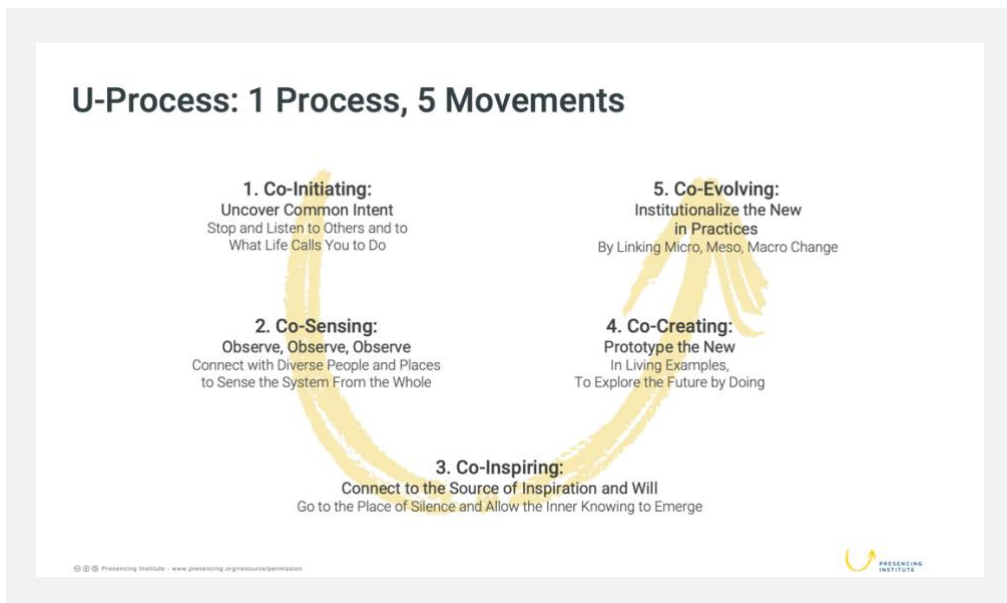 U-Process: 1 Process, 5 Movements
1. Co-Initiating:
Uncover Common Intent
Stop and Listen to Others and to
What Life Calls You to Do
2. Co-Sensing:
Observe, Observe, Observe
Connect with Diverse People and Places
to Sense the System From the Whole
3. Co-Inspiring:
Connect to the Source of Inspiration and Will
Go to the Place of Silence and Allow the Inner Knowing to Emerge
4. Co-Creating:
Prototype the New
In Living Examples,
To Explore the Future by Doing
5. Co-Evolving:
Institutionalize the New
in Practices
By Linking Micro, Meso, Macro Change
Presencing Institute - www.presencing.org/resource/permission
PRESENCING
INSTITUTE